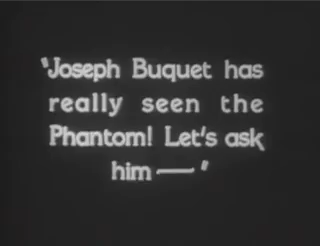 "Joseph Buquet has
really seen the
Phantom! Let's ask
him — "